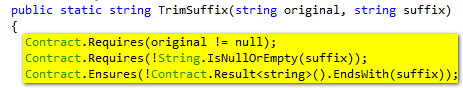 public static string TrimSuffix(string original, string suffix)
{
Contract.Requires(original != null);
Contract.Requires(!String.IsNullOrEmpty(suffix));
Contract.Ensures(!Contract.Result<string>().EndsWith(suffix));